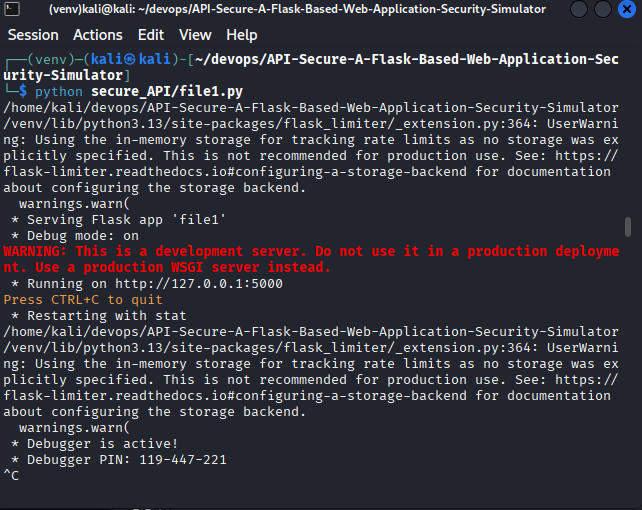 (venv)kali@kali: ~/devops/API-Secure-A-Flask-Based-Web-Application-Security-Simulator
Session Actions Edit View Help
┌──(venv)─(kali㉿kali)-[~/devops/API-Secure-A-Flask-Based-Web-Application-Sec
urity-Simulator]
└─$ python secure_API/file1.py
/home/kali/devops/API-Secure-A-Flask-Based-Web-Application-Security-Simulator
/venv/lib/python3.13/site-packages/flask_limiter/_extension.py:364: UserWarni
ng: Using the in-memory storage for tracking rate limits as no storage was ex
plicitly specified. This is not recommended for production use. See: https://
flask-limiter.readthedocs.io#configuring-a-storage-backend for documentation
about configuring the storage backend.
  warnings.warn(
 * Serving Flask app 'file1'
 * Debug mode: on
WARNING: This is a development server. Do not use it in a production deployme
nt. Use a production WSGI server instead.
 * Running on http://127.0.0.1:5000
Press CTRL+C to quit
 * Restarting with stat
/home/kali/devops/API-Secure-A-Flask-Based-Web-Application-Security-Simulator
/venv/lib/python3.13/site-packages/flask_limiter/_extension.py:364: UserWarni
ng: Using the in-memory storage for tracking rate limits as no storage was ex
plicitly specified. This is not recommended for production use. See: https://
flask-limiter.readthedocs.io#configuring-a-storage-backend for documentation
about configuring the storage backend.
  warnings.warn(
 * Debugger is active!
 * Debugger PIN: 119-447-221
^C